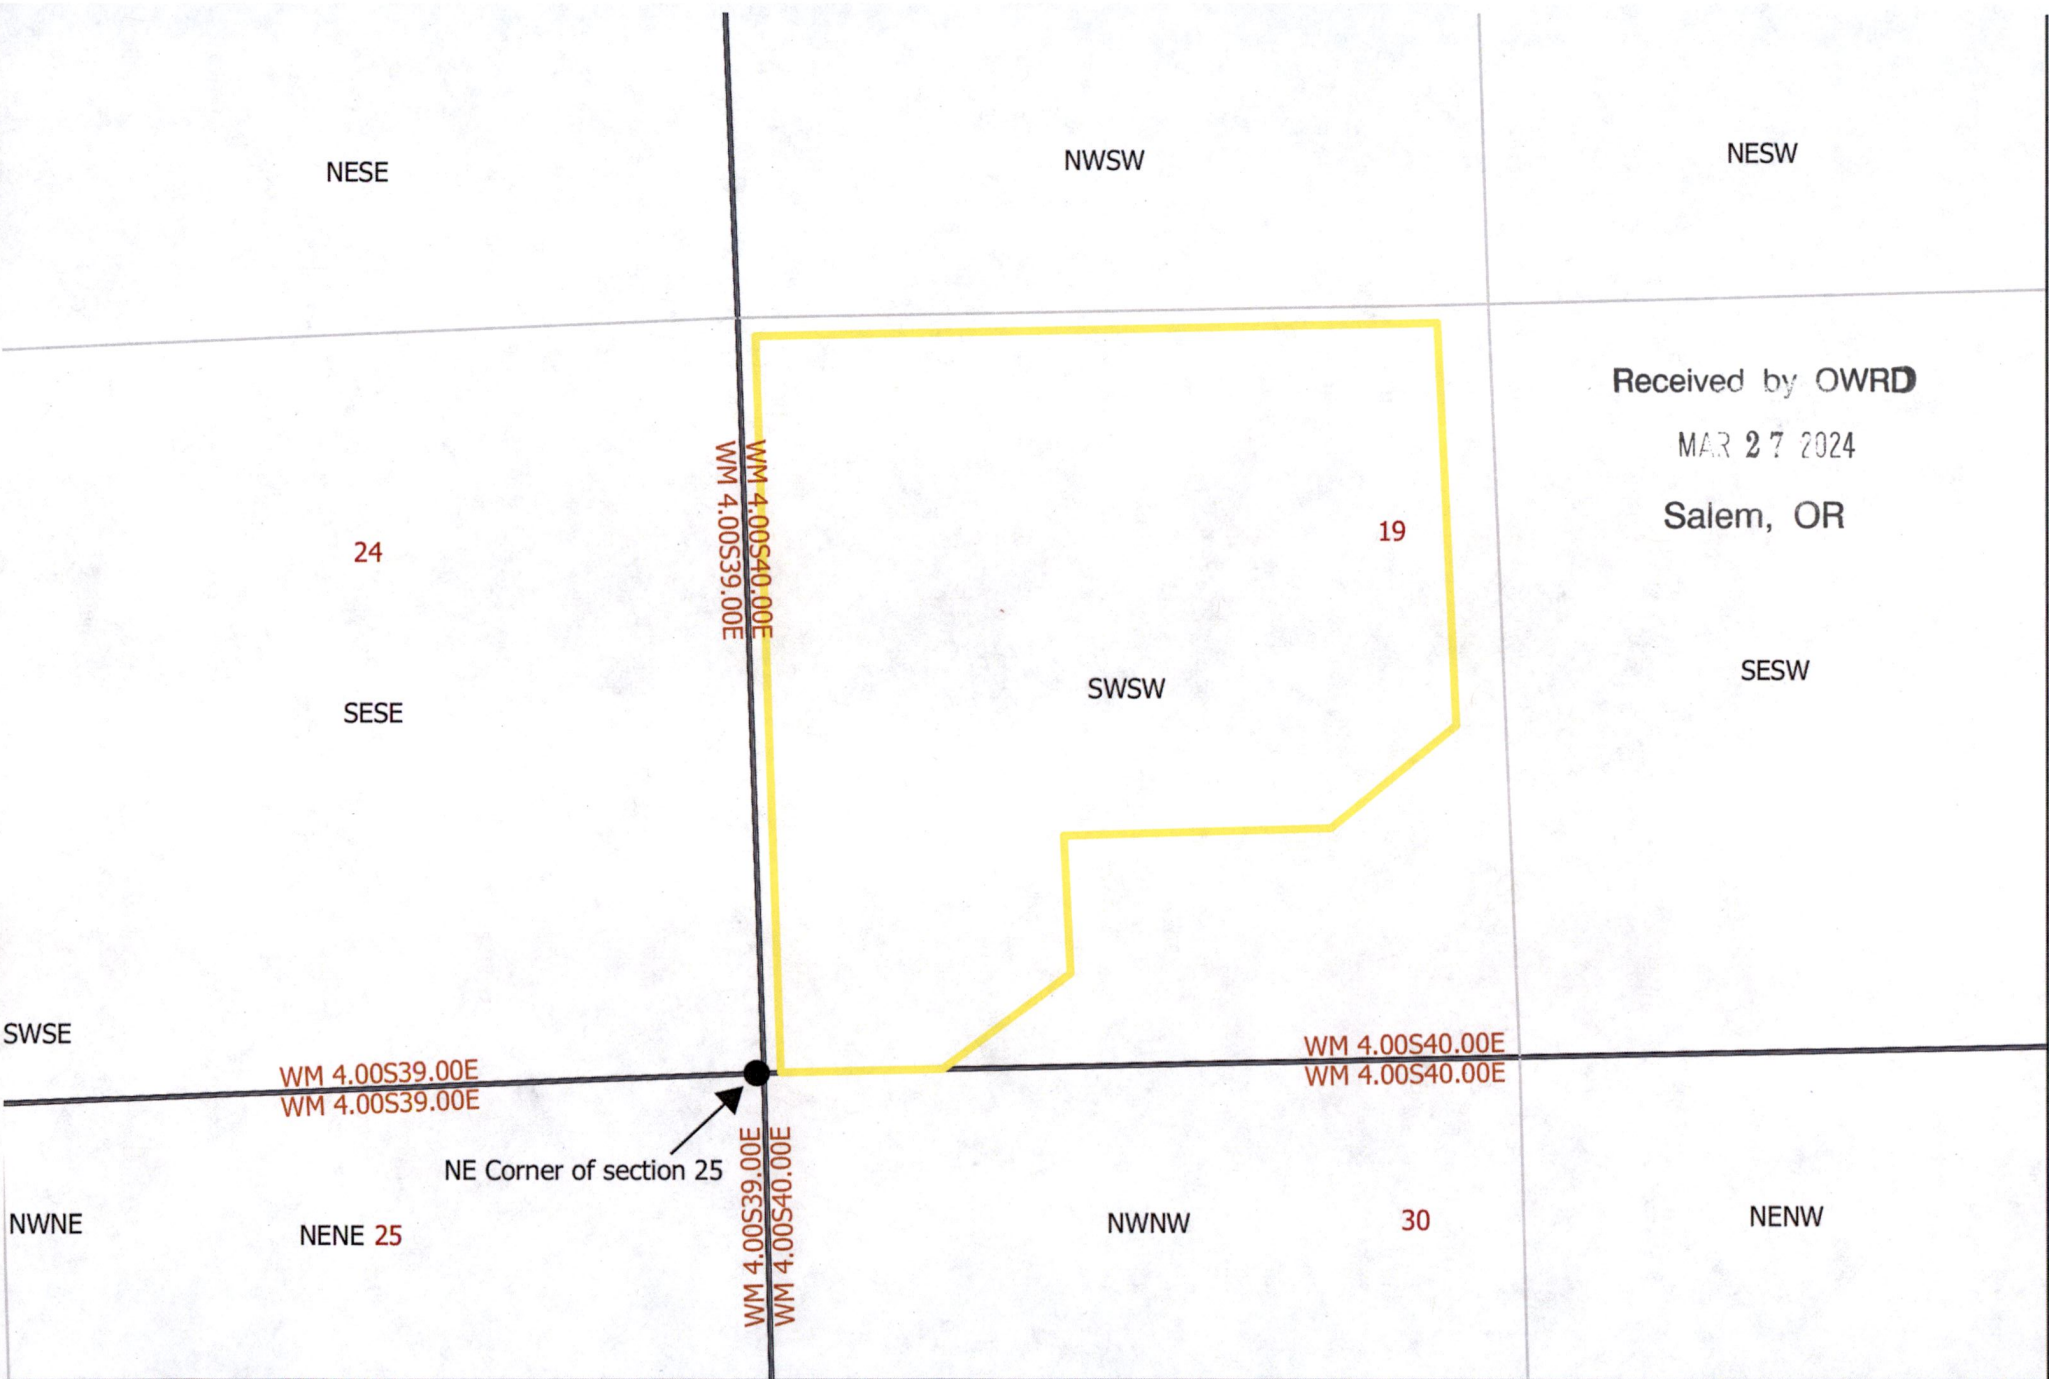 NESE
NWSW
NESW
Received by OWRD
MAR 27 2024
Salem, OR
WM 4.00S40.00E
WM 4.00S39.00E
19
24
SESE
SWSW
SESW
SWSE
WM 4.00S39.00E
WM 4.00S39.00E
WM 4.00S40.00E
WM 4.00S40.00E
NE Corner of section 25
WM 4.00S39.00E
WM 4.00S40.00E
NWNE
NENE 25
NWNW
30
NENW